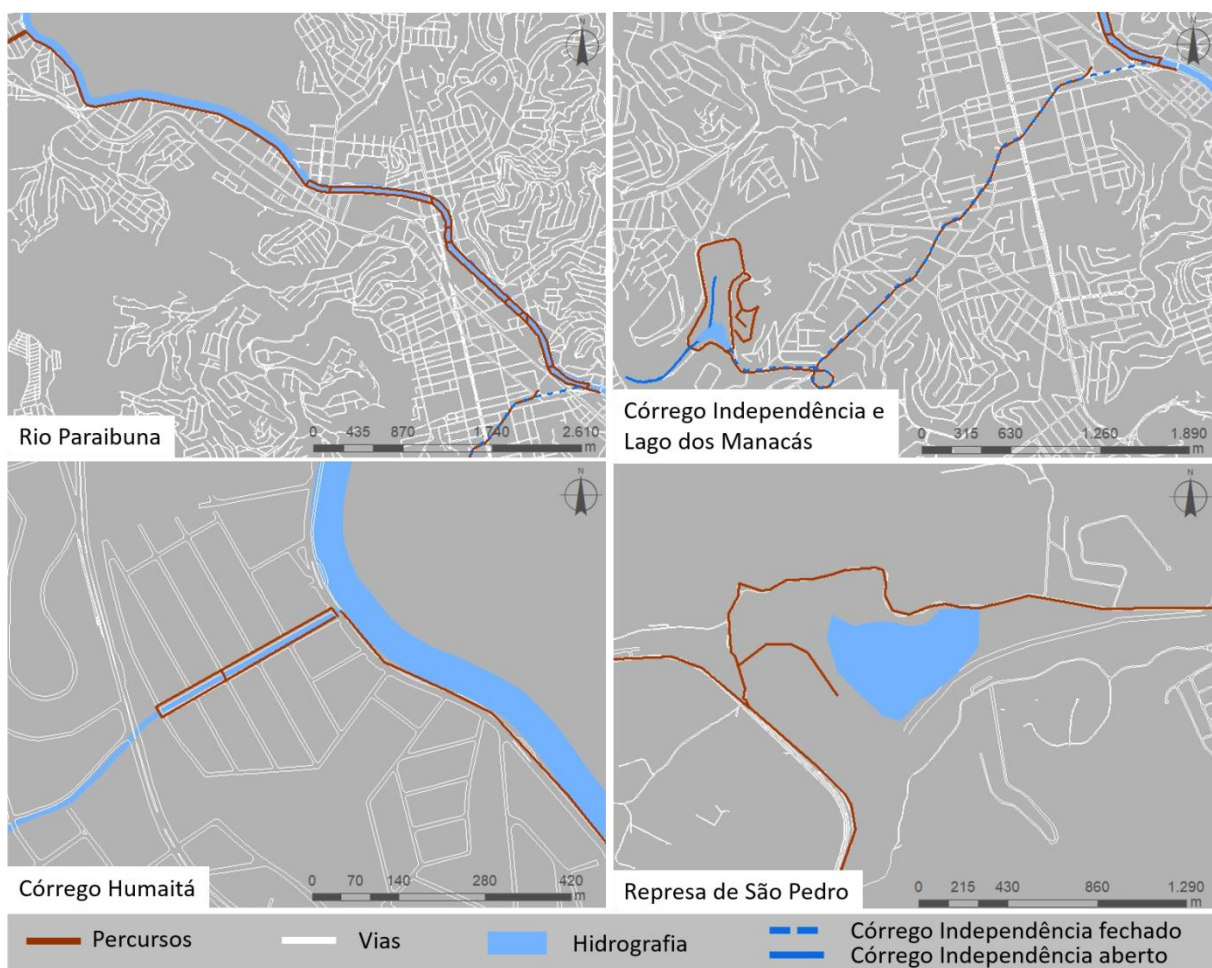 N
Rio Paraibuna
0 435 870 1.740 2.610
m
N
Córrego Independência e
Lago dos Manacás
0 315 630 1.260 1.890
m
N
Córrego Humaitá
0 70 140 280 420
m
N
Represa de São Pedro
0 215 430 860 1.290
m
Percursos
Vias
Hidrografia
Córrego Independência fechado
Córrego Independência aberto